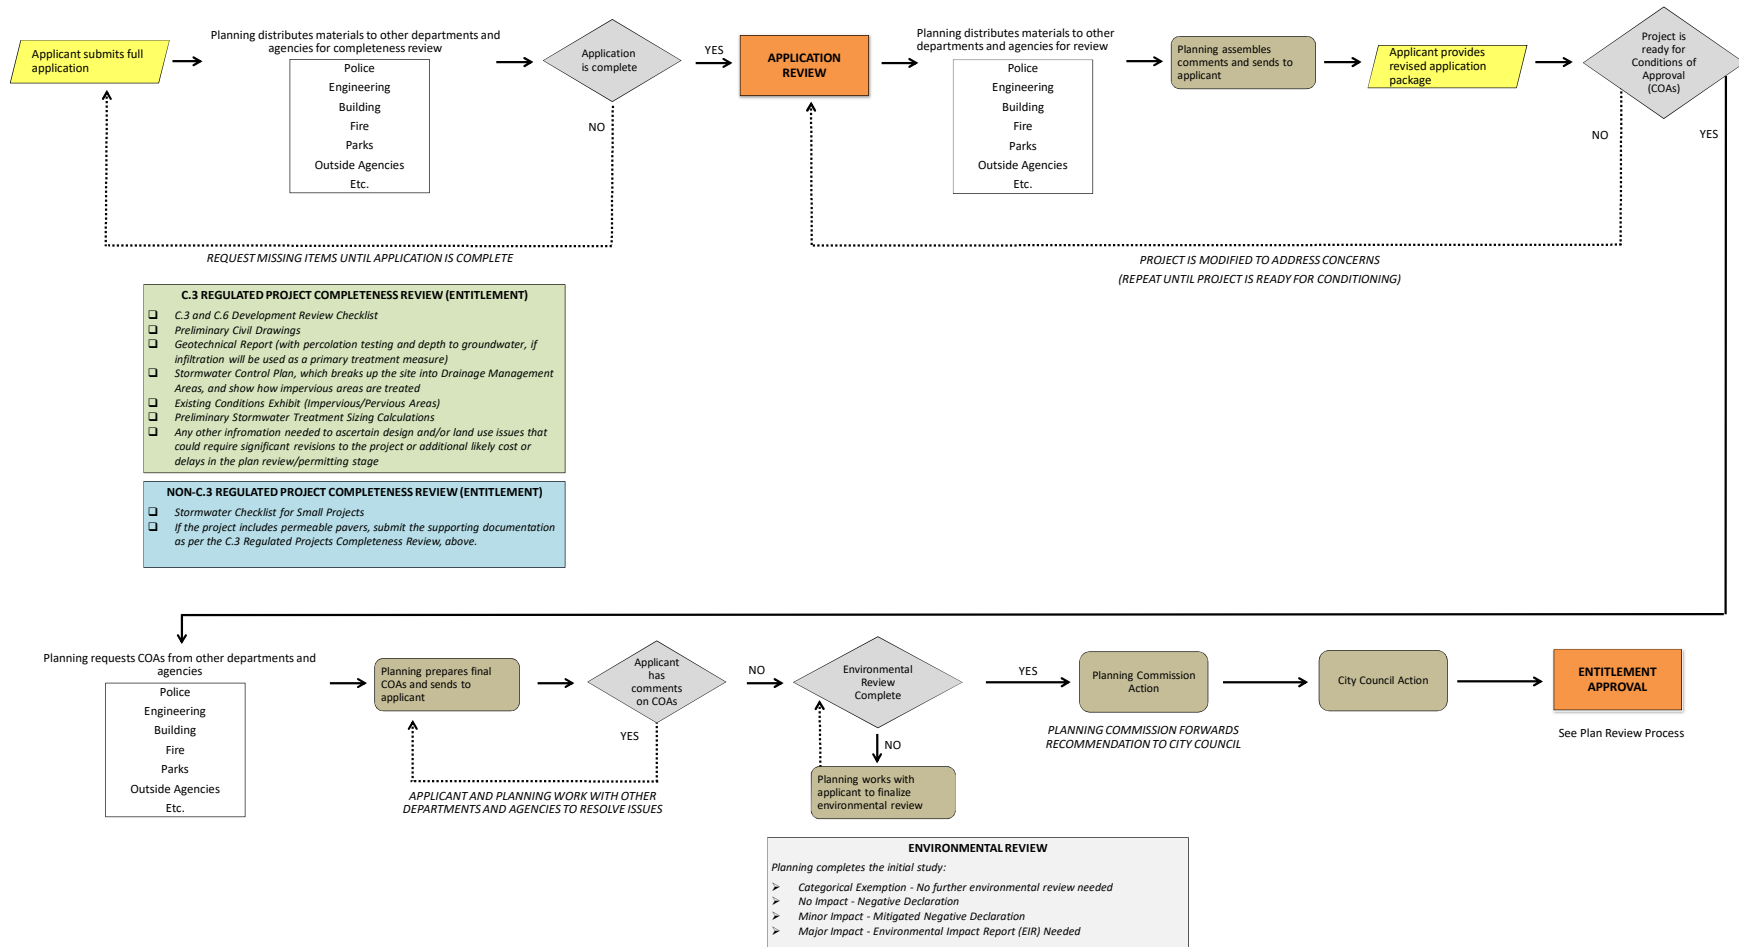 Applicant submits full
application
Planning distributes materials to other departments and
agencies for completeness review
Police
Engineering
Building
Fire
Parks
Outside Agencies
Etc.
Application
is complete
YES
NO
REQUEST MISSING ITEMS UNTIL APPLICATION IS COMPLETE
APPLICATION
REVIEW
Planning distributes materials to other
departments and agencies for review
Police
Engineering
Building
Fire
Parks
Outside Agencies
Etc.
Planning assembles
comments and sends to
applicant
Applicant provides
revised application
package
Project is
ready for
Conditions of
Approval
(COAs)
NO
YES
PROJECT IS MODIFIED TO ADDRESS CONCERNS
(REPEAT UNTIL PROJECT IS READY FOR CONDITIONING)
C.3 REGULATED PROJECT COMPLETENESS REVIEW (ENTITLEMENT)
❑ C.3 and C.6 Development Review Checklist
❑ Preliminary Civil Drawings
❑ Geotechnical Report (with percolation testing and depth to groundwater, if
infiltration will be used as a primary treatment measure)
❑ Stormwater Control Plan, which breaks up the site into Drainage Management
Areas, and show how impervious areas are treated
❑ Existing Conditions Exhibit (Impervious/Pervious Areas)
❑ Preliminary Stormwater Treatment Sizing Calculations
❑ Any other infromation needed to ascertain design and/or land use issues that
could require significant revisions to the project or additional likely cost or
delays in the plan review/permitting stage
NON-C.3 REGULATED PROJECT COMPLETENESS REVIEW (ENTITLEMENT)
❑ Stormwater Checklist for Small Projects
❑ If the project includes permeable pavers, submit the supporting documentation
as per the C.3 Regulated Projects Completeness Review, above.
Planning requests COAs from other departments and
agencies
Police
Engineering
Building
Fire
Parks
Outside Agencies
Etc.
Planning prepares final
COAs and sends to
applicant
Applicant
has
comments
on COAs
NO
YES
APPLICANT AND PLANNING WORK WITH OTHER
DEPARTMENTS AND AGENCIES TO RESOLVE ISSUES
Environmental
Review
Complete
YES
NO
Planning works with
applicant to finalize
environmental review
Planning Commission
Action
PLANNING COMMISSION FORWARDS
RECOMMENDATION TO CITY COUNCIL
City Council Action
ENTITLEMENT
APPROVAL
See Plan Review Process
ENVIRONMENTAL REVIEW
Planning completes the initial study:
➢ Categorical Exemption - No further environmental review needed
➢ No Impact - Negative Declaration
➢ Minor Impact - Mitigated Negative Declaration
➢ Major Impact - Environmental Impact Report (EIR) Needed